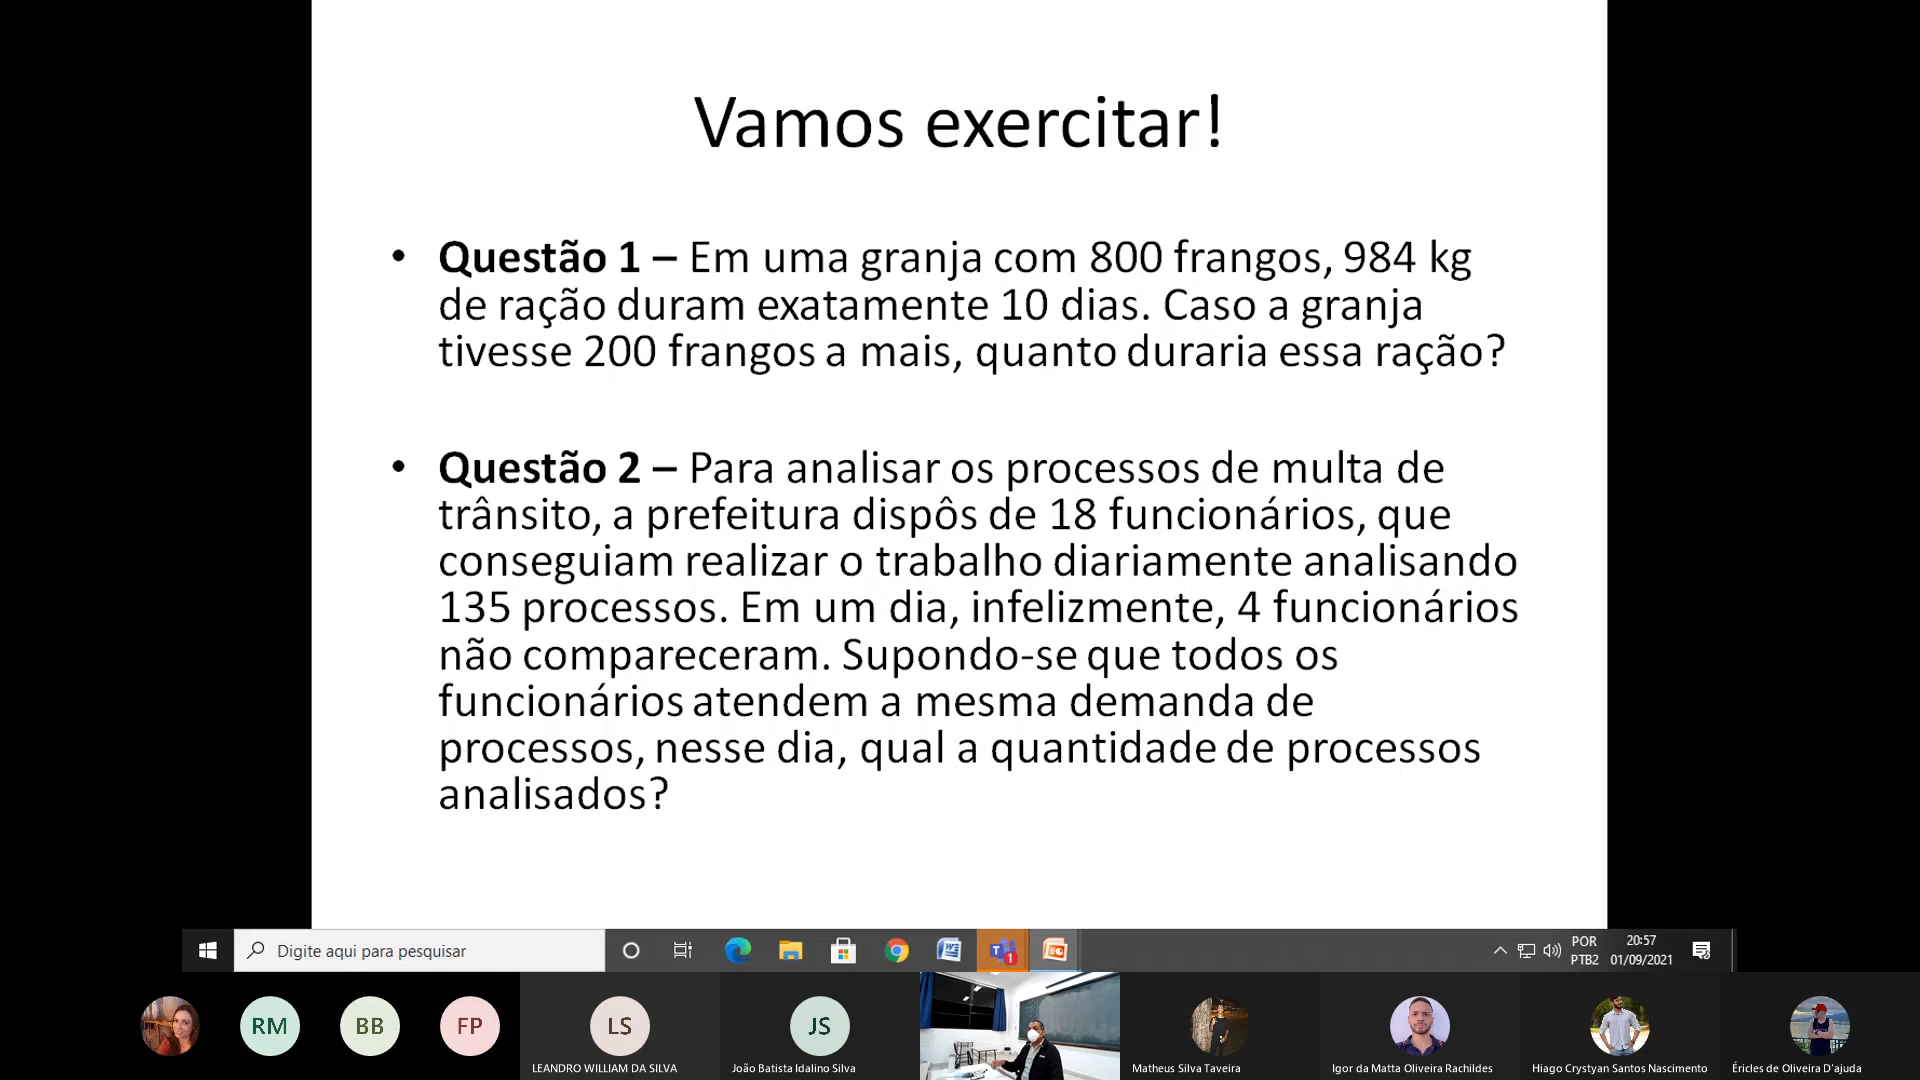 Vamos exercitar!
• Questão 1 – Em uma granja com 800 frangos, 984 kg
de ração duram exatamente 10 dias. Caso a granja
tivesse 200 frangos a mais, quanto duraria essa ração?
• Questão 2 – Para analisar os processos de multa de
trânsito, a prefeitura dispôs de 18 funcionários, que
conseguiam realizar o trabalho diariamente analisando
135 processos. Em um dia, infelizmente, 4 funcionários
não compareceram. Supondo-se que todos os
funcionários atendem a mesma demanda de
processos, nesse dia, qual a quantidade de processos
analisados?
Digite aqui para pesquisar
1
POR
PTB2
20:57
01/09/2021
RM
BB
FP
LS
LEANDRO WILLIAM DA SILVA
JS
João Batista Idalino Silva
Matheus Silva Taveira
Igor da Matta Oliveira Rachildes
Hiago Crystyan Santos Nascimento
Éricles de Oliveira D'ajuda